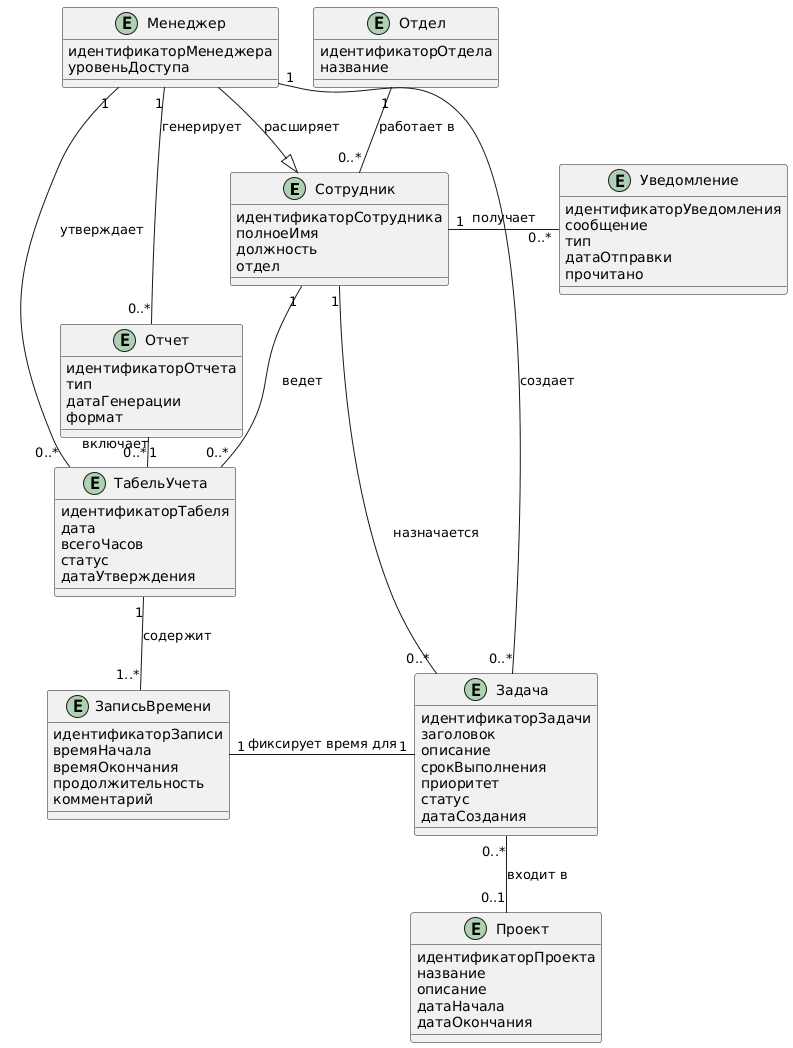 E Менеджер
идентификаторМенеджера
уровеньДоступа
E Отдел
идентификаторОтдела
название
1
1
1
1
генерирует
расширяет
работает в
0..*
E Сотрудник
идентификаторСотрудника
полноеИмя
должность
отдел
E Уведомление
идентификаторУведомления
сообщение
тип
датаОтправки
прочитано
1 получает
0..*
утверждает
0..*
1
1
E Отчет
идентификаторОтчета
тип
датаГенерации
формат
ведет
создает
включает
0..*
0..* 1
0..*
E ТабельУчета
идентификаторТабеля
дата
всегоЧасов
статус
датаУтверждения
назначается
1
содержит
1..*
0..*
0..*
E ЗаписьВремени
идентификаторЗаписи
времяНачала
времяОкончания
продолжительность
комментарий
1 фиксирует время для 1
E Задача
идентификаторЗадачи
заголовок
описание
срокВыполнения
приоритет
статус
датаСоздания
0..*
входит в
0..1
E Проект
идентификаторПроекта
название
описание
датаНачала
датаОкончания